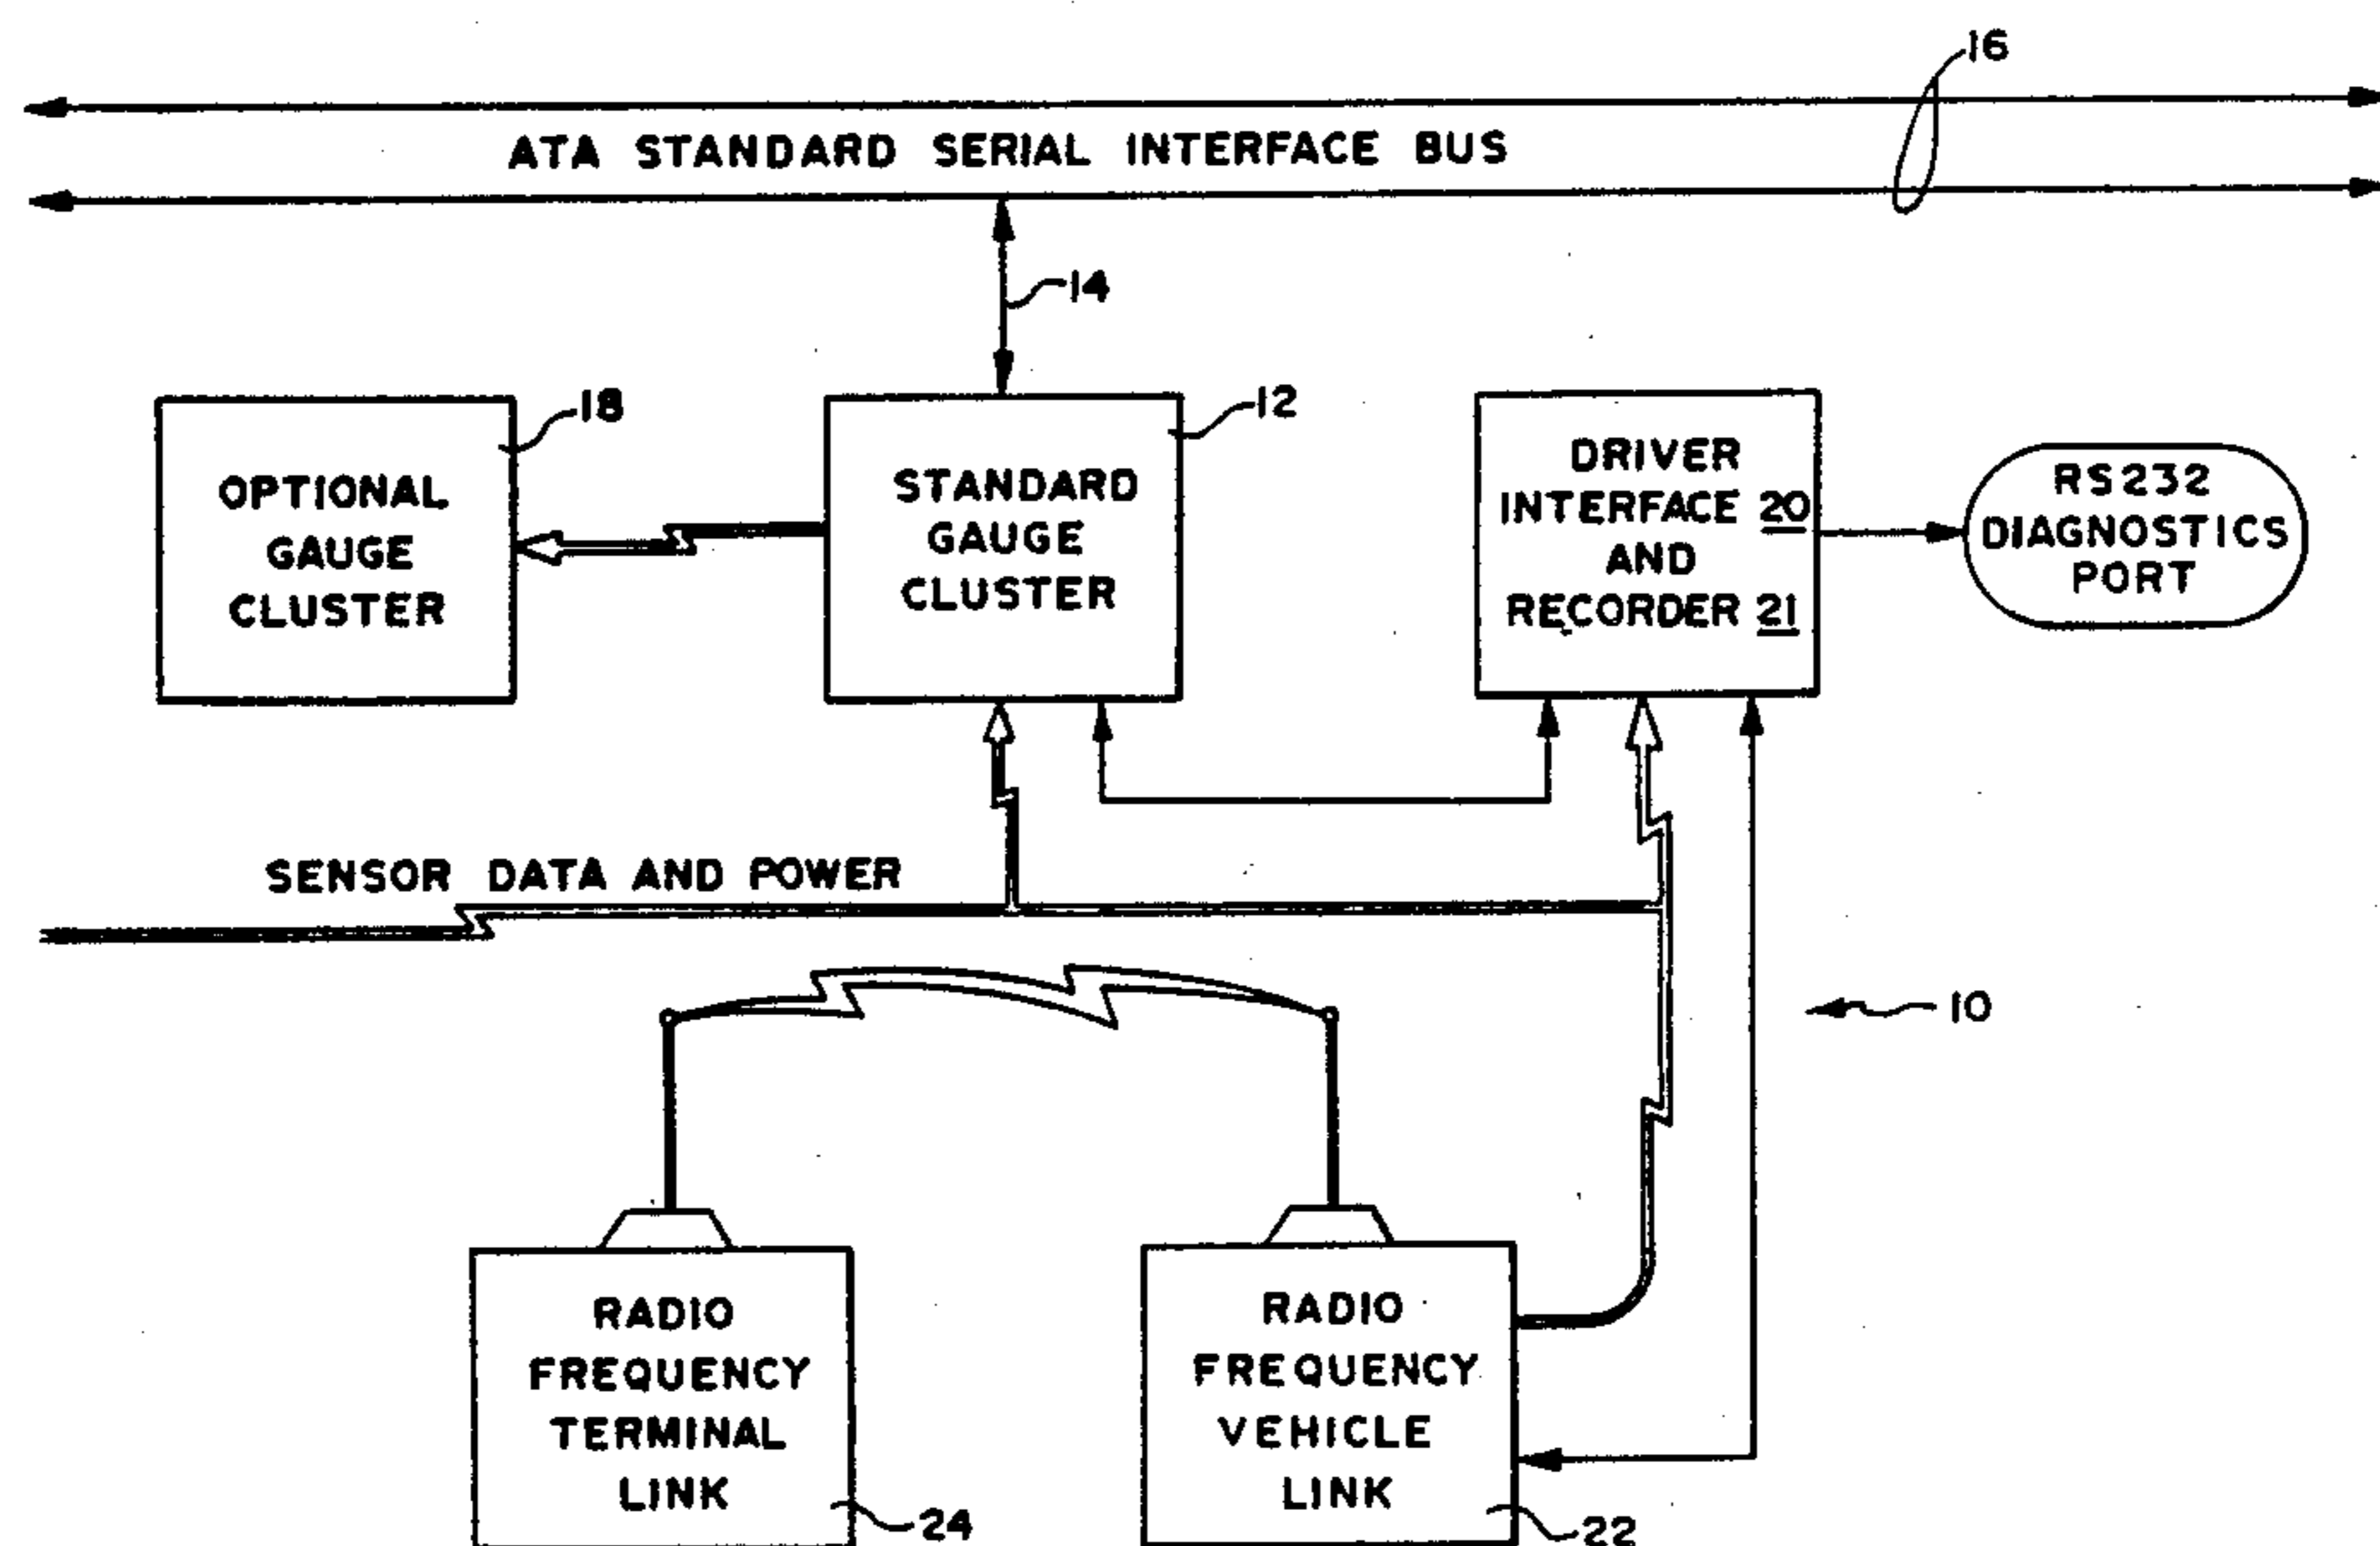 16
ATA STANDARD SERIAL INTERFACE BUS
14
18
12
OPTIONAL
GAUGE
CLUSTER
STANDARD
GAUGE
CLUSTER
DRIVER
INTERFACE 20
AND
RECORDER 21
RS232
DIAGNOSTICS
PORT
SENSOR DATA AND POWER
10
RADIO
FREQUENCY
TERMINAL
LINK
24
RADIO
FREQUENCY
VEHICLE
LINK
22